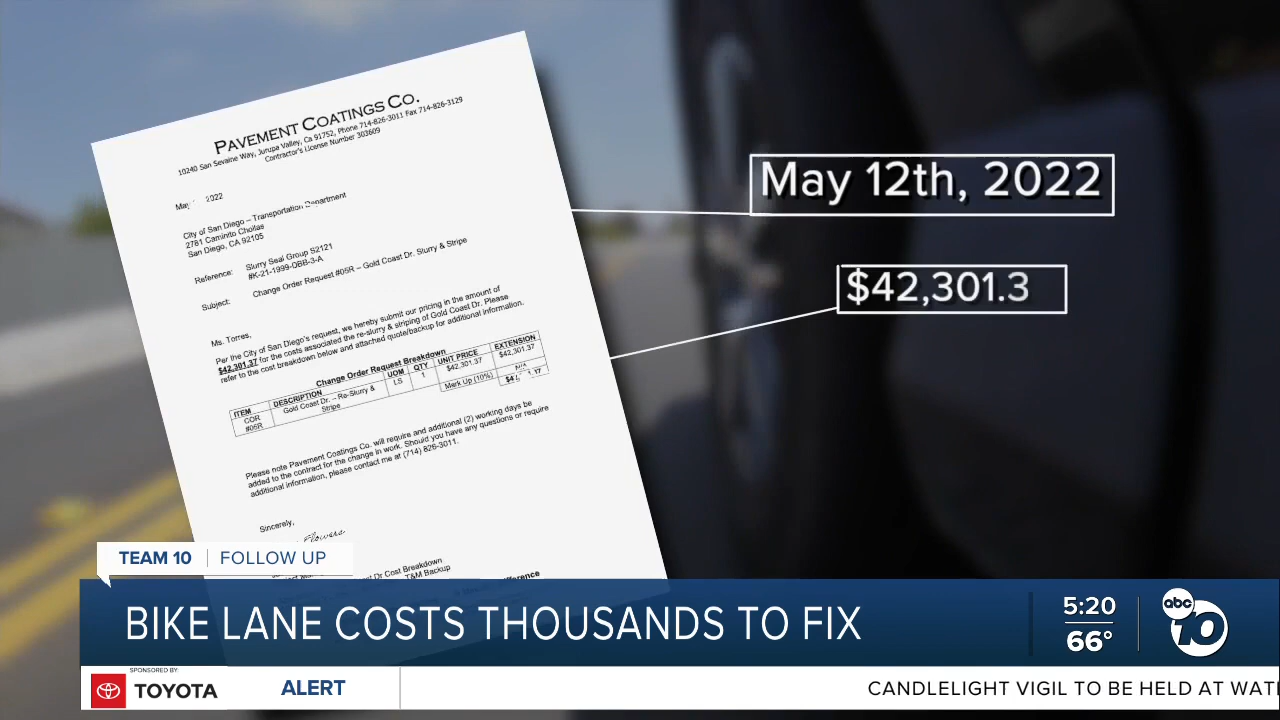 PAVEMENT COATINGS CO.
10240 San Sevaine Way, Jurupa Valley, Ca 91752, Phone 714-826-3011 Fax 714-826-3129
Contractor's License Number 303609
May 2022
City of San Diego – Transportation Department
2781 Caminito Chollas
San Diego, CA 92105
Reference: Slurry Seal Group S2121
#K-21-1999-DBB-3-A
Subject: Change Order Request #05R – Gold Coast Dr. Slurry & Stripe
Ms. Torres,
Per the City of San Diego's request, we hereby submit our pricing in the amount of
$42,301.37 for the costs associated the re-slurry & striping of Gold Coast Dr. Please
refer to the cost breakdown below and attached quote/backup for additional information.
Change Order Request Breakdown
ITEM DESCRIPTION UOM QTY UNIT PRICE EXTENSION
COR #05R Gold Coast Dr. – Re-Slurry & Stripe LS 1 $42,301.37 $42,301.37
Mark Up (10%) N/A
Please note Pavement Coatings Co. will require and additional (2) working days be
added to the contract for the change in work. Should you have any questions or require
additional information, please contact me at (714) 826-3011.
Sincerely,
Flowers
Dr Cost Breakdown
T&M Backup
May 12th, 2022
$42,301.3
TEAM 10 | FOLLOW UP
BIKE LANE COSTS THOUSANDS TO FIX
5:20
66°
abc
10
SPONSORED BY:
TOYOTA
ALERT
CANDLELIGHT VIGIL TO BE HELD AT WAT